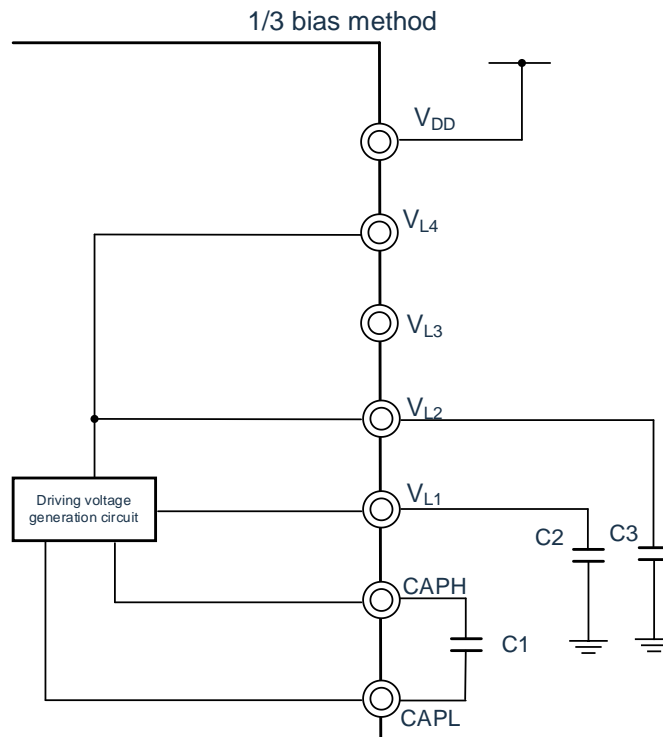 1/3 bias method
VDD
VL4
VL3
VL2
VL1
Driving voltage
generation circuit
C2
C3
CAPH
C1
CAPL